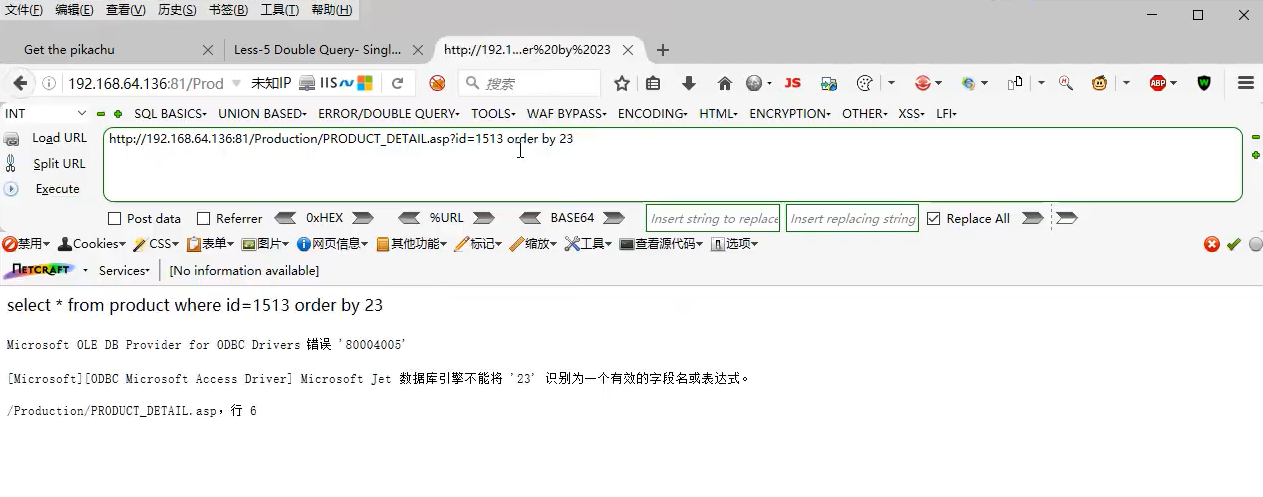 文件(F) 编辑(E) 查看(V) 历史(S) 书签(B) 工具(T) 帮助(H)
Get the pikachu Less-5 Double Query- Singl... http://192.1...er%20by%2023
192.168.64.136:81/Prod 未知IP IIS 搜索 JS ABP W
INT SQL BASICS UNION BASED ERROR/DOUBLE QUERY TOOLS WAF BYPASS ENCODING HTML ENCRYPTION OTHER XSS LFI
Load URL http://192.168.64.136:81/Production/PRODUCT_DETAIL.asp?id=1513 order by 23
Split URL
Execute
Post data Referrer 0xHEX %URL BASE64 Insert string to replace Insert replacing string Replace All
禁用 Cookies CSS 表单 图片 网页信息 其他功能 标记 缩放 工具 查看源代码 选项
NETCRAFT Services [No information available]
select * from product where id=1513 order by 23
Microsoft OLE DB Provider for ODBC Drivers 错误 '80004005'
[Microsoft][ODBC Microsoft Access Driver] Microsoft Jet 数据库引擎不能将 '23' 识别为一个有效的字段名或表达式。
/Production/PRODUCT_DETAIL.asp，行 6